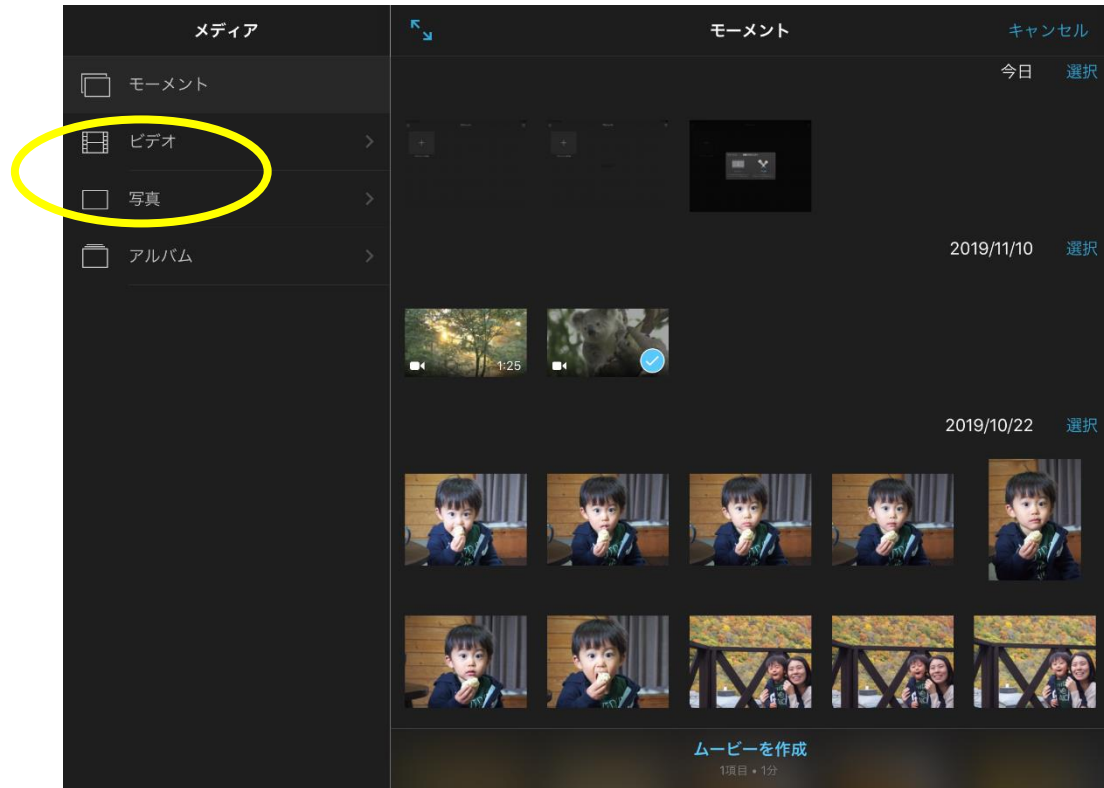 メディア
モーメント
キャンセル
モーメント
ビデオ
写真
アルバム
今日 選択
2019/11/10 選択
1:25
2019/10/22 選択
ムービーを作成
1項目 • 1分